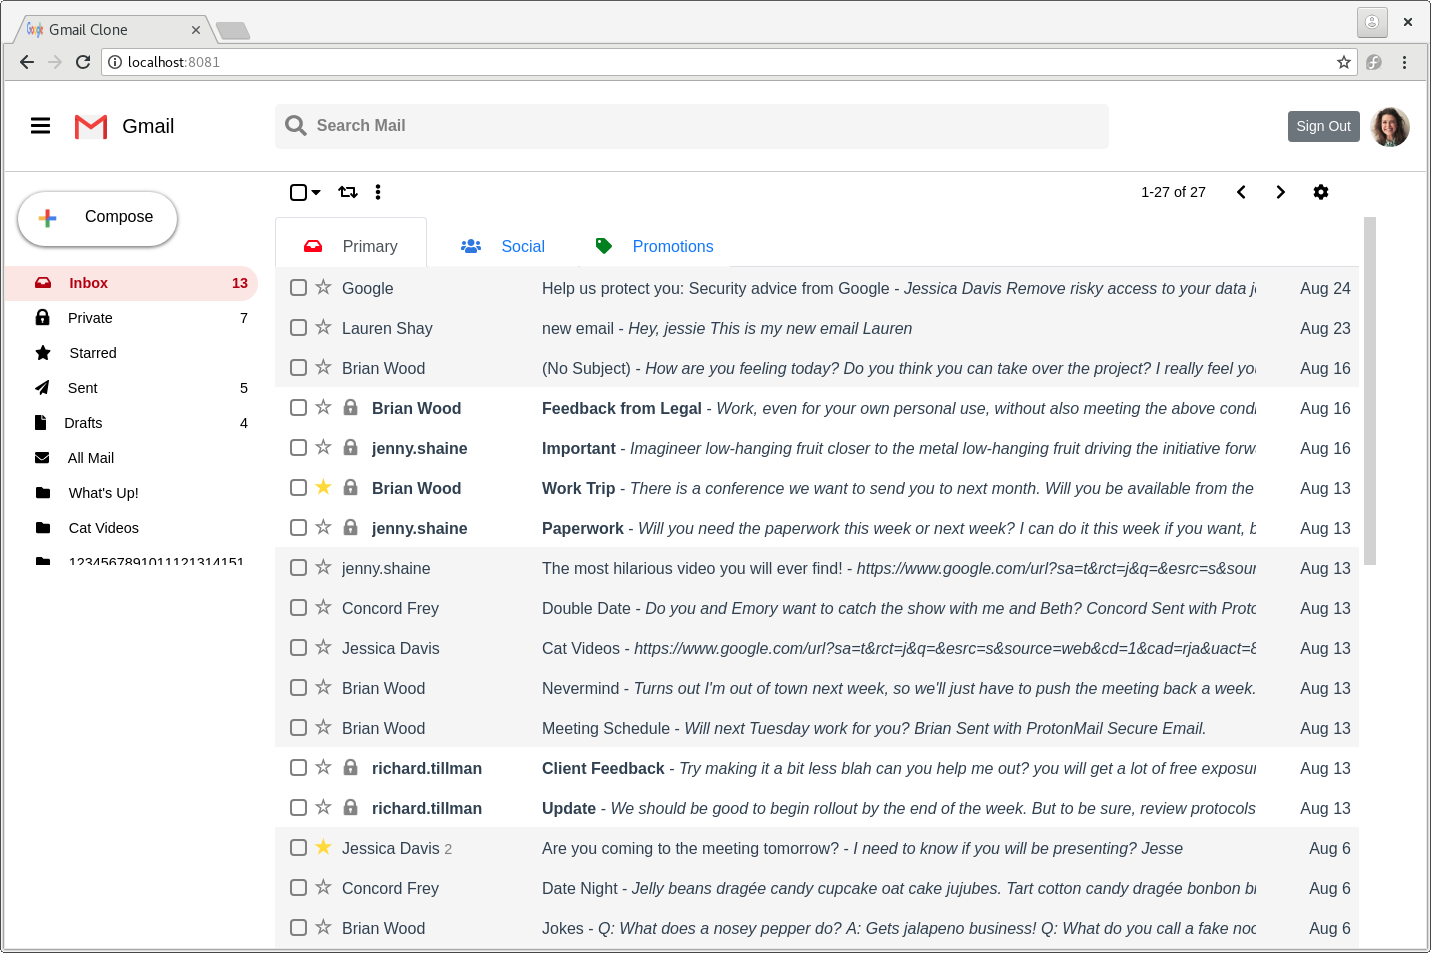 Gmail Clone
localhost:8081
Gmail
Search Mail
Sign Out
Compose
1-27 of 27
Primary Social Promotions
Inbox 13
Private 7
Starred
Sent 5
Drafts 4
All Mail
What's Up!
Cat Videos
1234567891011121314151
Google Help us protect you: Security advice from Google - Jessica Davis Remove risky access to your data Aug 24
Lauren Shay new email - Hey, jessie This is my new email Lauren Aug 23
Brian Wood (No Subject) - How are you feeling today? Do you think you can take over the project? I really feel Aug 16
Brian Wood Feedback from Legal - Work, even for your own personal use, without also meeting the above condi Aug 16
jenny.shaine Important - Imagineer low-hanging fruit closer to the metal low-hanging fruit driving the initiative forw Aug 16
Brian Wood Work Trip - There is a conference we want to send you to next month. Will you be available from the Aug 13
jenny.shaine Paperwork - Will you need the paperwork this week or next week? I can do it this week if you want, b Aug 13
jenny.shaine The most hilarious video you will ever find! - https://www.google.com/url?sa=t&rct=j&q=&esrc=s&sour Aug 13
Concord Frey Double Date - Do you and Emory want to catch the show with me and Beth? Concord Sent with Proto Aug 13
Jessica Davis Cat Videos - https://www.google.com/url?sa=t&rct=j&q=&esrc=s&source=web&cd=1&cad=rja&uact=8 Aug 13
Brian Wood Nevermind - Turns out I'm out of town next week, so we'll just have to push the meeting back a week. Aug 13
Brian Wood Meeting Schedule - Will next Tuesday work for you? Brian Sent with ProtonMail Secure Email. Aug 13
richard.tillman Client Feedback - Try making it a bit less blah can you help me out? you will get a lot of free exposur Aug 13
richard.tillman Update - We should be good to begin rollout by the end of the week. But to be sure, review protocols Aug 13
Jessica Davis 2 Are you coming to the meeting tomorrow? - I need to know if you will be presenting? Jesse Aug 6
Concord Frey Date Night - Jelly beans dragée candy cupcake oat cake jujubes. Tart cotton candy dragée bonbon Aug 6
Brian Wood Jokes - Q: What does a nosey pepper do? A: Gets jalapeno business! Q: What do you call a fake Aug 6